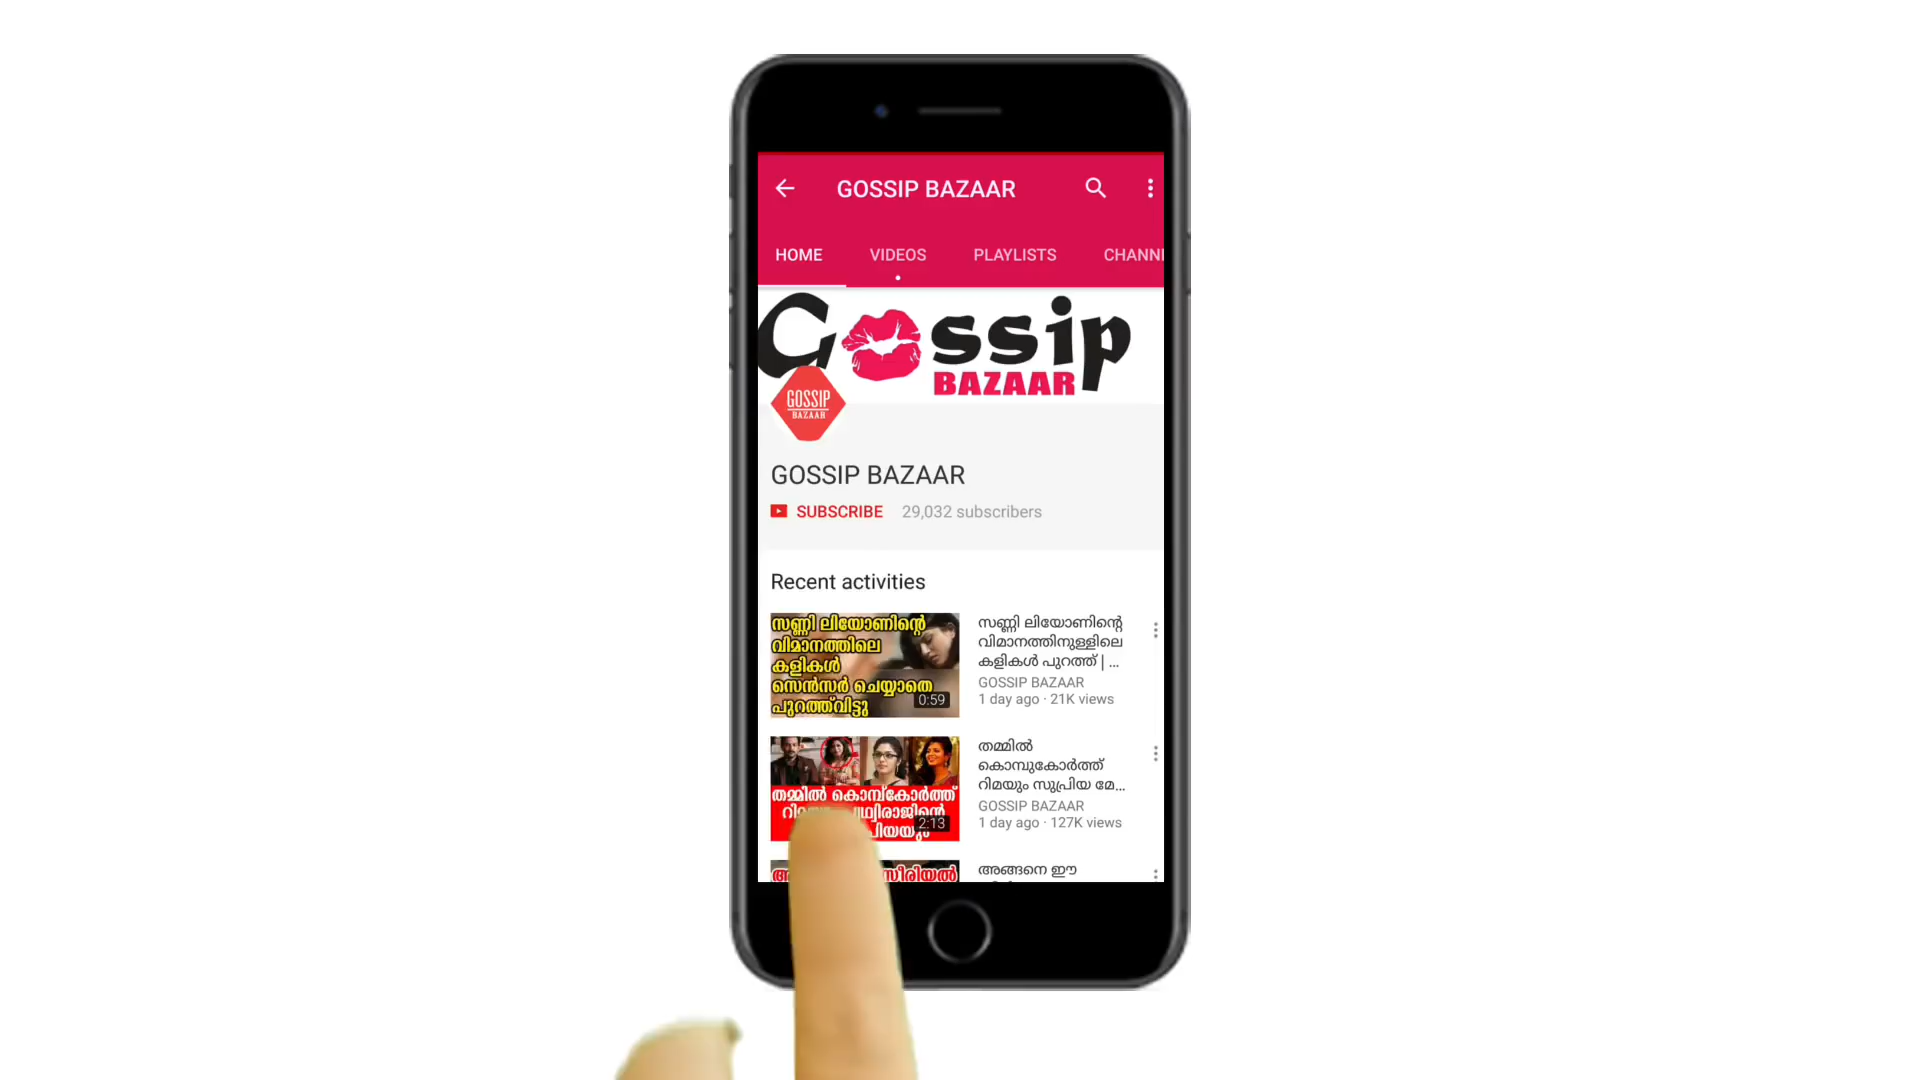 GOSSIP BAZAAR
HOME VIDEOS PLAYLISTS CHANNI
Gossip
BAZAAR
GOSSIP
BAZAAR
GOSSIP BAZAAR
SUBSCRIBE 29,032 subscribers
Recent activities
സണ്ണി ലിയോണിന്റെ
വിമാനത്തിലെ
കളികൾ
സെൻസർ ചെയ്യാതെ
പുറത്ത്‌വിട്ടു
0:59
സണ്ണി ലിയോണിന്റെ
വിമാനത്തിനുള്ളിലെ
കളികൾ പുറത്ത് | ...
GOSSIP BAZAAR
1 day ago · 21K views
തമ്മിൽ കൊമ്പ്കോർത്ത്
2:13
തമ്മിൽ
കൊമ്പുകോർത്ത്
റിമയും സുപ്രിയ മേ...
GOSSIP BAZAAR
1 day ago · 127K views
സീരിയൽ
അങ്ങനെ ഈ